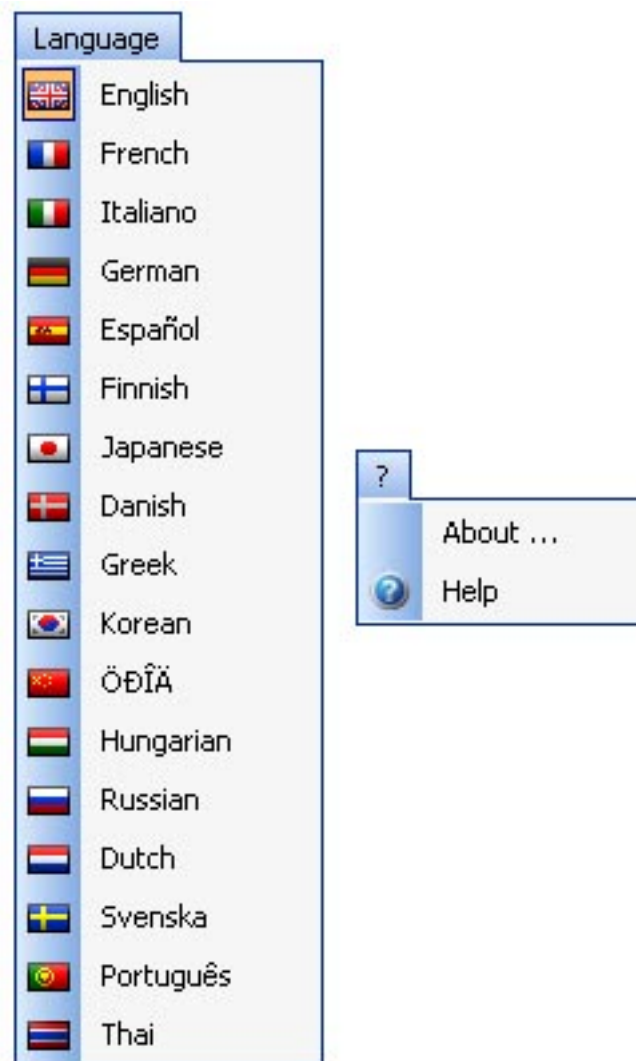 Language
English
French
Italiano
German
Español
Finnish
Japanese
Danish
Greek
Korean
ÖÐÎÄ
Hungarian
Russian
Dutch
Svenska
Português
Thai
?
About ...
Help